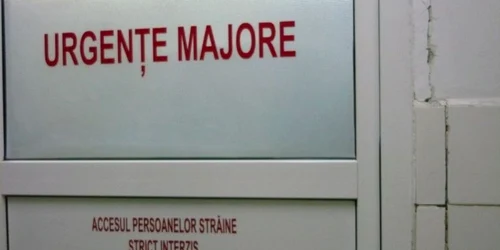 URGENȚE MAJORE
ACCESUL PERSOANELOR STRĂINE
STRICT INTERZIS